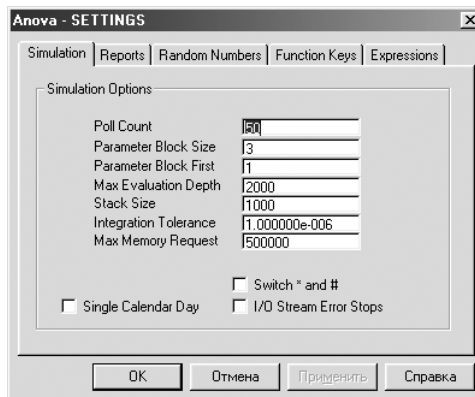 Anova - SETTINGS
Simulation Reports Random Numbers Function Keys Expressions
Simulation Options
Poll Count 50
Parameter Block Size 3
Parameter Block First 1
Max Evaluation Depth 2000
Stack Size 1000
Integration Tolerance 1.000000e-006
Max Memory Request 500000
Switch * and #
Single Calendar Day I/O Stream Error Stops
OK Отмена Применить Справка